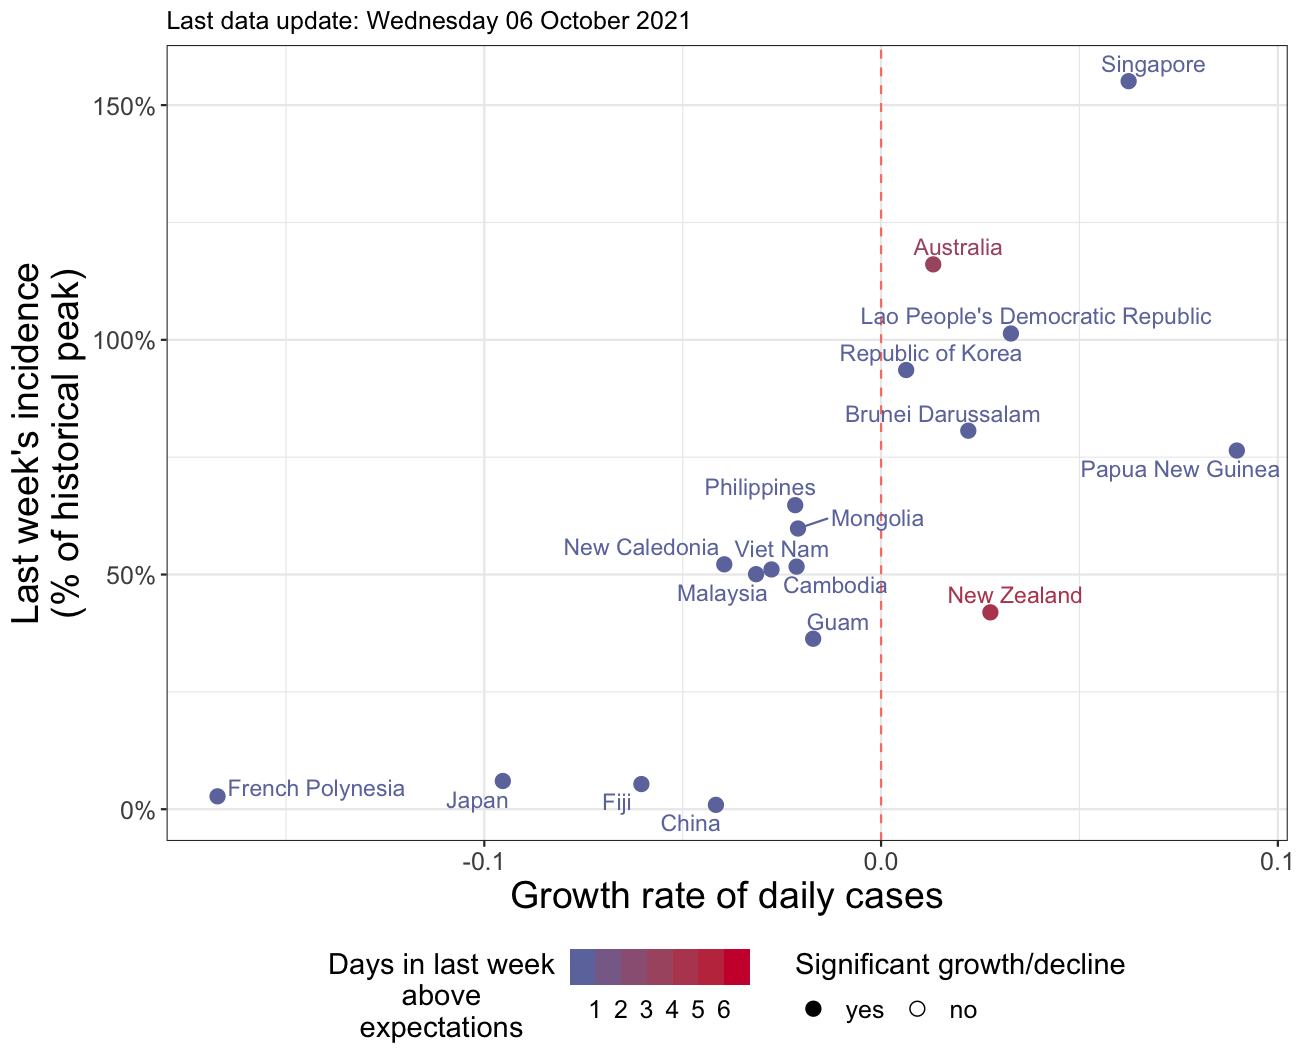 Last data update: Wednesday 06 October 2021
Last week's incidence
(% of historical peak)
150%
100%
50%
0%
Singapore
Australia
Lao People's Democratic Republic
Republic of Korea
Brunei Darussalam
Papua New Guinea
Philippines
Mongolia
New Caledonia
Viet Nam
Malaysia
Cambodia
New Zealand
Guam
French Polynesia
Japan
Fiji
China
-0.1
0.0
0.1
Growth rate of daily cases
Days in last week
above
expectations
1 2 3 4 5 6
Significant growth/decline
yes no